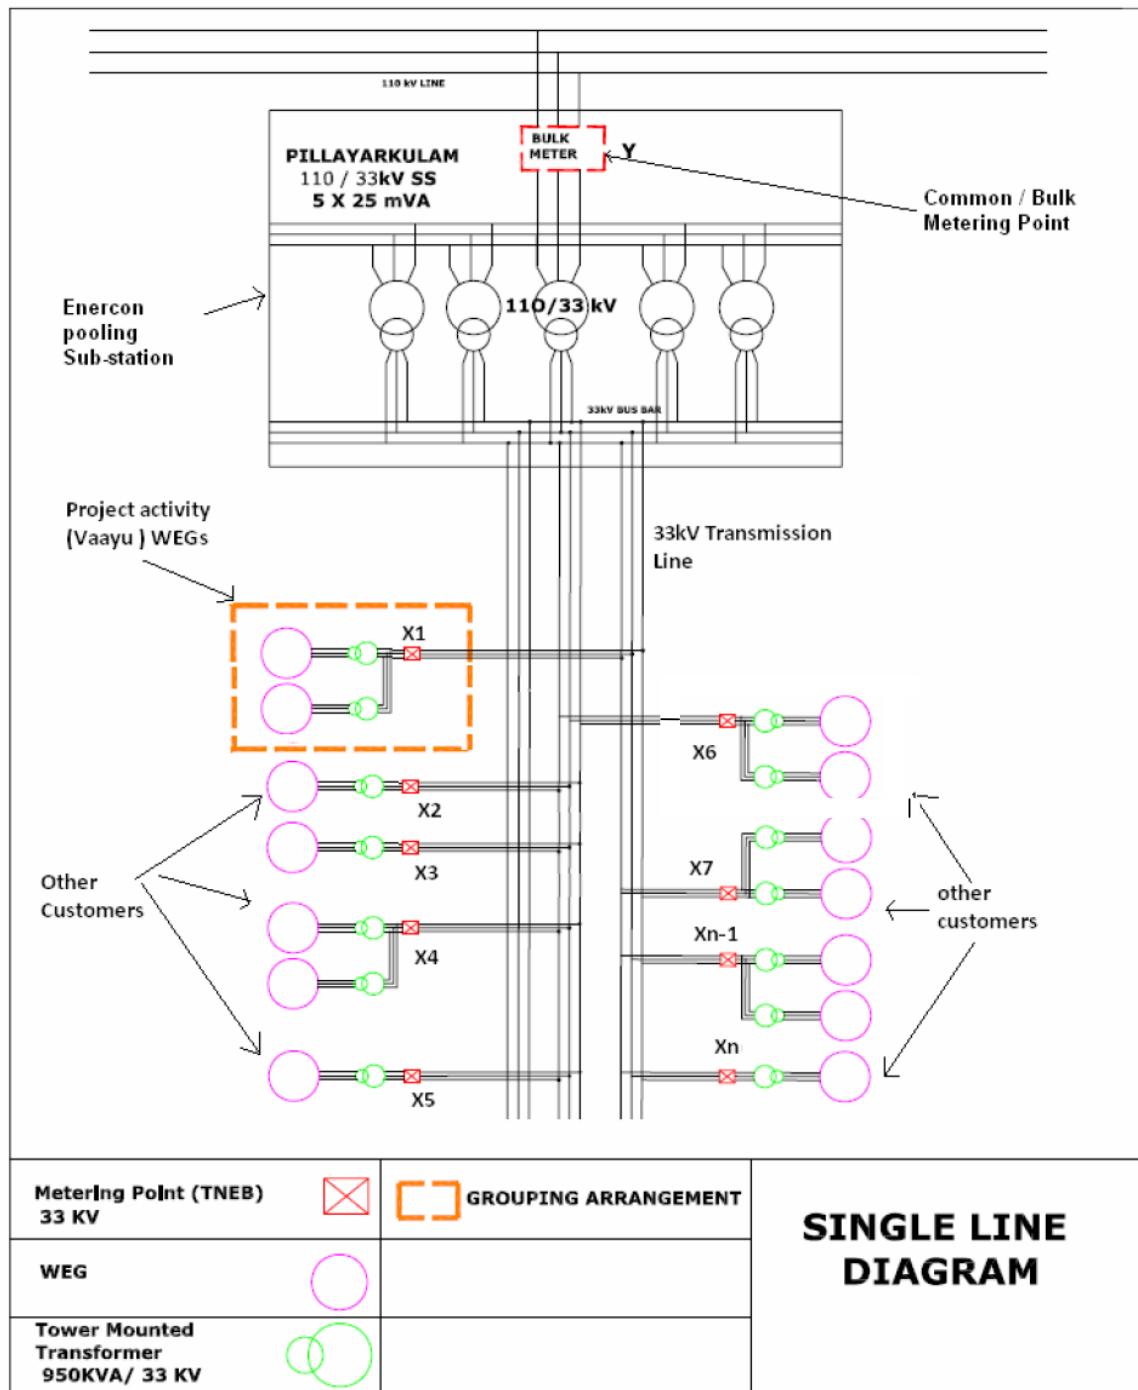 110 kV LINE
BULK
METER
Y
PILLAYARKULAM
110 / 33kV SS
5 X 25 mVA
Common / Bulk
Metering Point
Enercon
pooling
Sub-station
110/33 kV
33kV BUS BAR
Project activity
(Vaayu ) WEGs
33kV Transmission
Line
X1
X6
X2
X3
X7
Other
Customers
other
customers
X4
Xn-1
Xn
X5
Metering Point (TNEB)
33 KV
GROUPING ARRANGEMENT
SINGLE LINE
DIAGRAM
WEG
Tower Mounted
Transformer
950KVA/ 33 KV